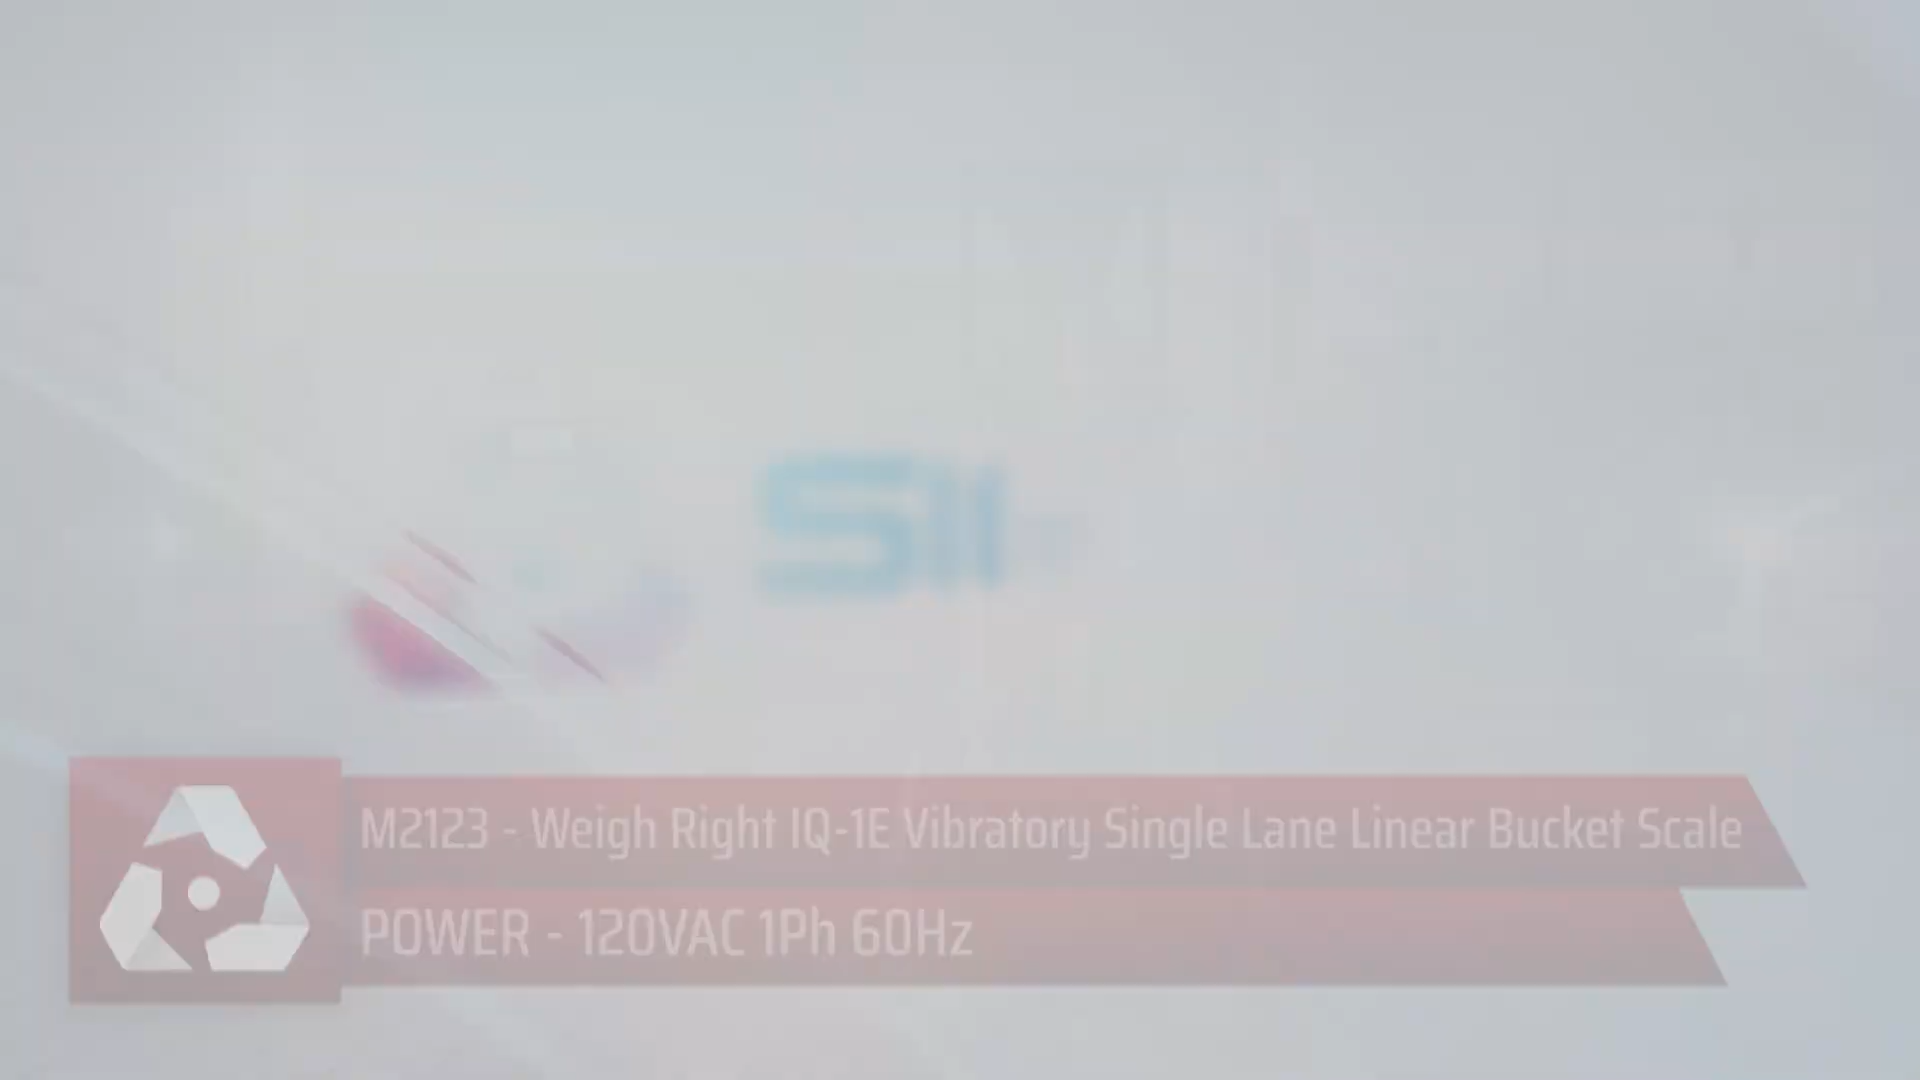 M2123 - Weigh Right IQ-1E Vibratory Single Lane Linear Bucket Scale
POWER - 120VAC 1Ph 60Hz